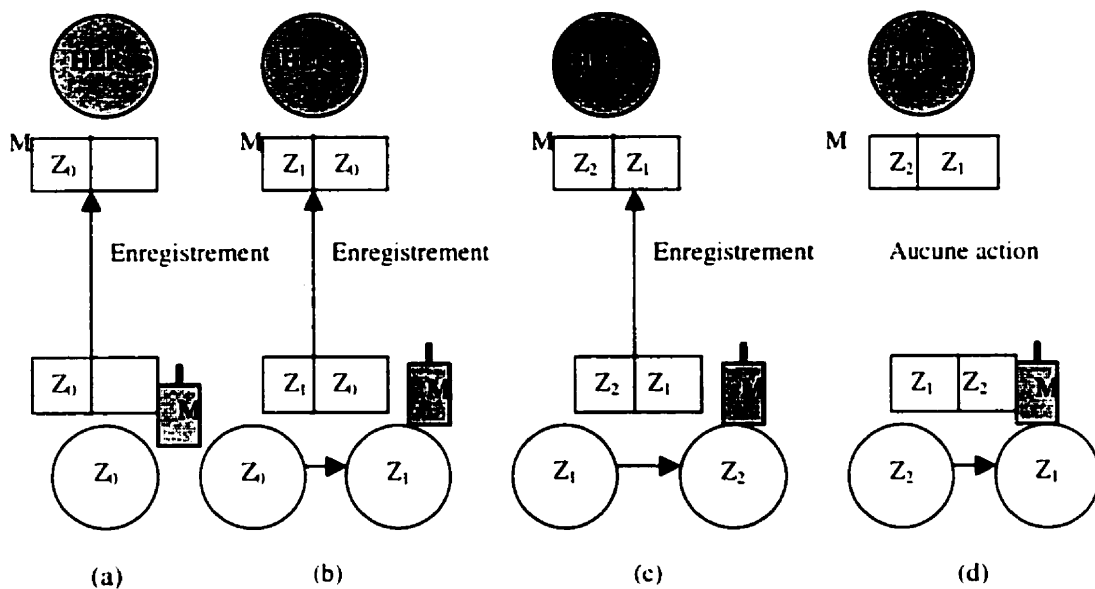 HLR HLR HLR HLR
M M M M
Z₀ Z₁ Z₀ Z₂ Z₁ Z₂ Z₁
Enregistrement Enregistrement Enregistrement Aucune action
Z₀ Z₁ Z₀ Z₂ Z₁ Z₁ Z₂
M M M M
Z₀ Z₀ Z₁ Z₁ Z₂ Z₂ Z₁
(a) (b) (c) (d)